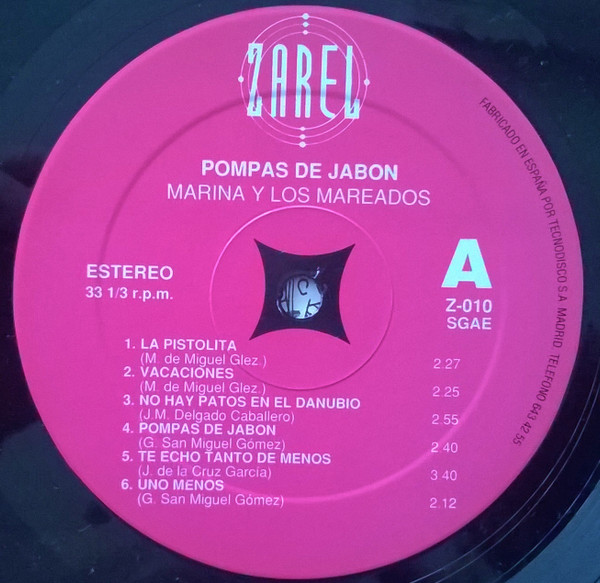 ZAREL
POMPAS DE JABON
MARINA Y LOS MAREADOS
FABRICADO EN ESPAÑA POR TECNODISCO S.A. MADRID. TELEFONO 643 42 55
ESTEREO
33 1/3 r.p.m.
A
Z-010
SGAE
1. LA PISTOLITA
(M. de Miguel Glez.) 2.27
2. VACACIONES
(M. de Miguel Glez.) 2.25
3. NO HAY PATOS EN EL DANUBIO
(J.M. Delgado Caballero) 2.55
4. POMPAS DE JABON
(G. San Miguel Gómez) 2.40
5. TE ECHO TANTO DE MENOS
(J. de la Cruz García) 3.40
6. UNO MENOS
(G. San Miguel Gómez) 2.12